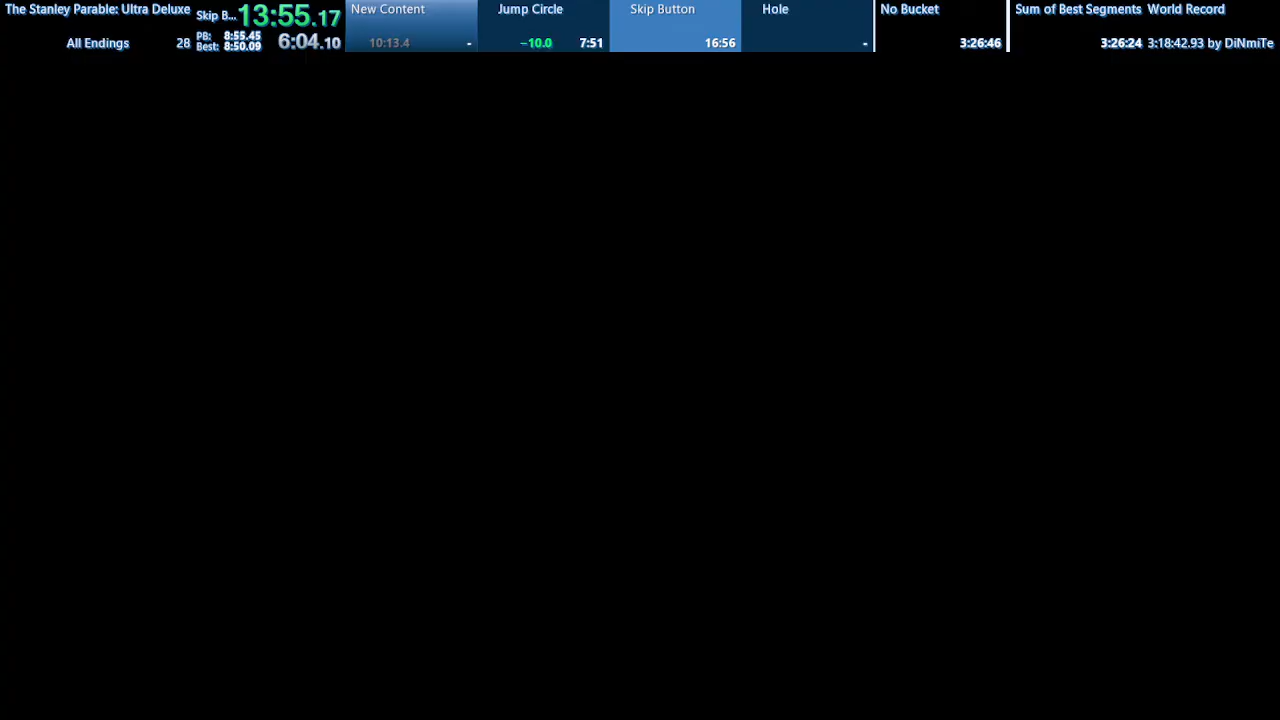 The Stanley Parable: Ultra Deluxe
All Endings 28
Skip B... 13:55.17
PB: 8:55.45
Best: 8:50.09
6:04.10
New Content
10:13.4 -
Jump Circle
−10.0 7:51
Skip Button
16:56
Hole
-
No Bucket
3:26:46
Sum of Best Segments
3:26:24
World Record
3:18:42.93 by DiNmiTe